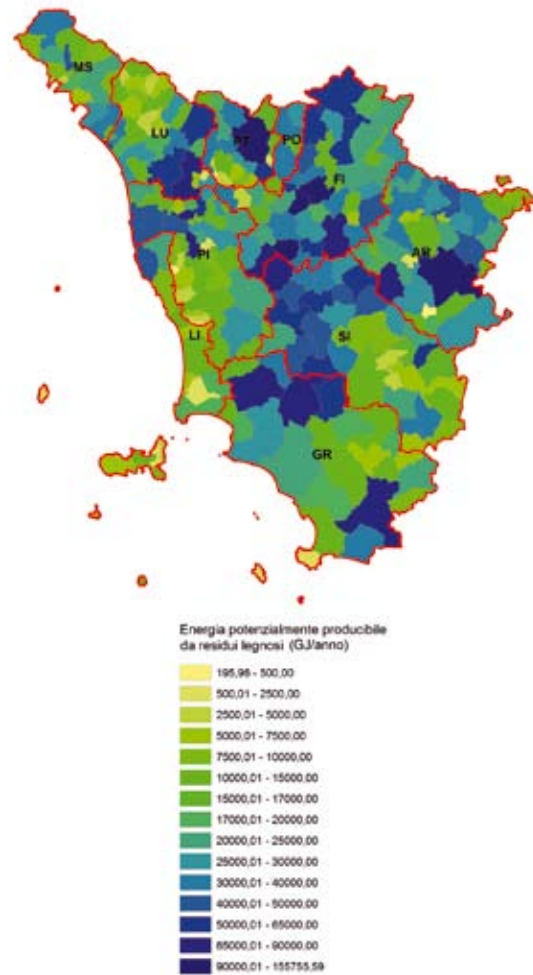 MS
LU
PT
PO
FI
PI
AR
LI
SI
GR
Energia potenzialmente producibile
da residui legnosi (GJ/anno)
195,96 - 500,00
500,01 - 2500,00
2500,01 - 5000,00
5000,01 - 7500,00
7500,01 - 10000,00
10000,01 - 15000,00
15000,01 - 17000,00
17000,01 - 20000,00
20000,01 - 25000,00
25000,01 - 30000,00
30000,01 - 40000,00
40000,01 - 50000,00
50000,01 - 65000,00
65000,01 - 90000,00
90000,01 - 155755,59